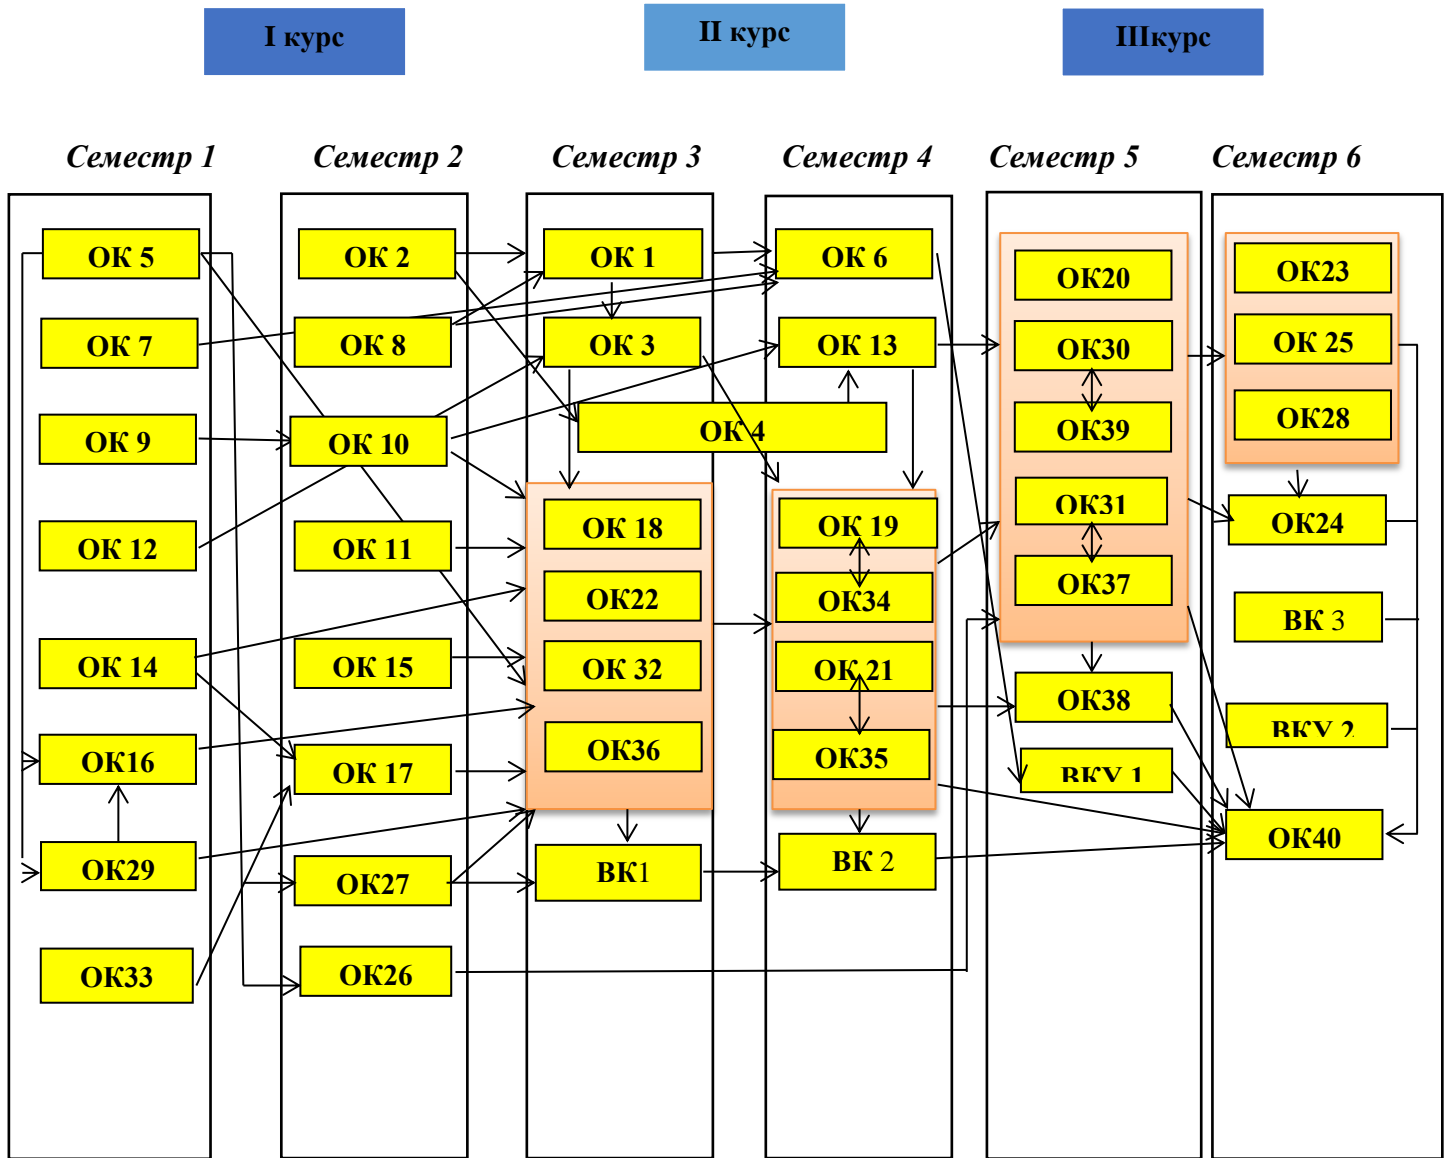 I курс
II курс
IIIкурс
Семестр 1
Семестр 2
Семестр 3
Семестр 4
Семестр 5
Семестр 6
ОК 5
ОК 7
ОК 9
ОК 12
ОК 14
ОК16
ОК29
ОК33
ОК 2
ОК 8
ОК 10
ОК 11
ОК 15
ОК 17
ОК27
ОК26
ОК 1
ОК 3
ОК 4
ОК 18
ОК22
ОК 32
ОК36
ВК1
ОК 6
ОК 13
ОК 19
ОК34
ОК 21
ОК35
ВК 2
ОК20
ОК30
ОК39
ОК31
ОК37
ОК38
ВКУ 1
ОК23
ОК 25
ОК28
ОК24
ВК 3
ВКУ 2
ОК40